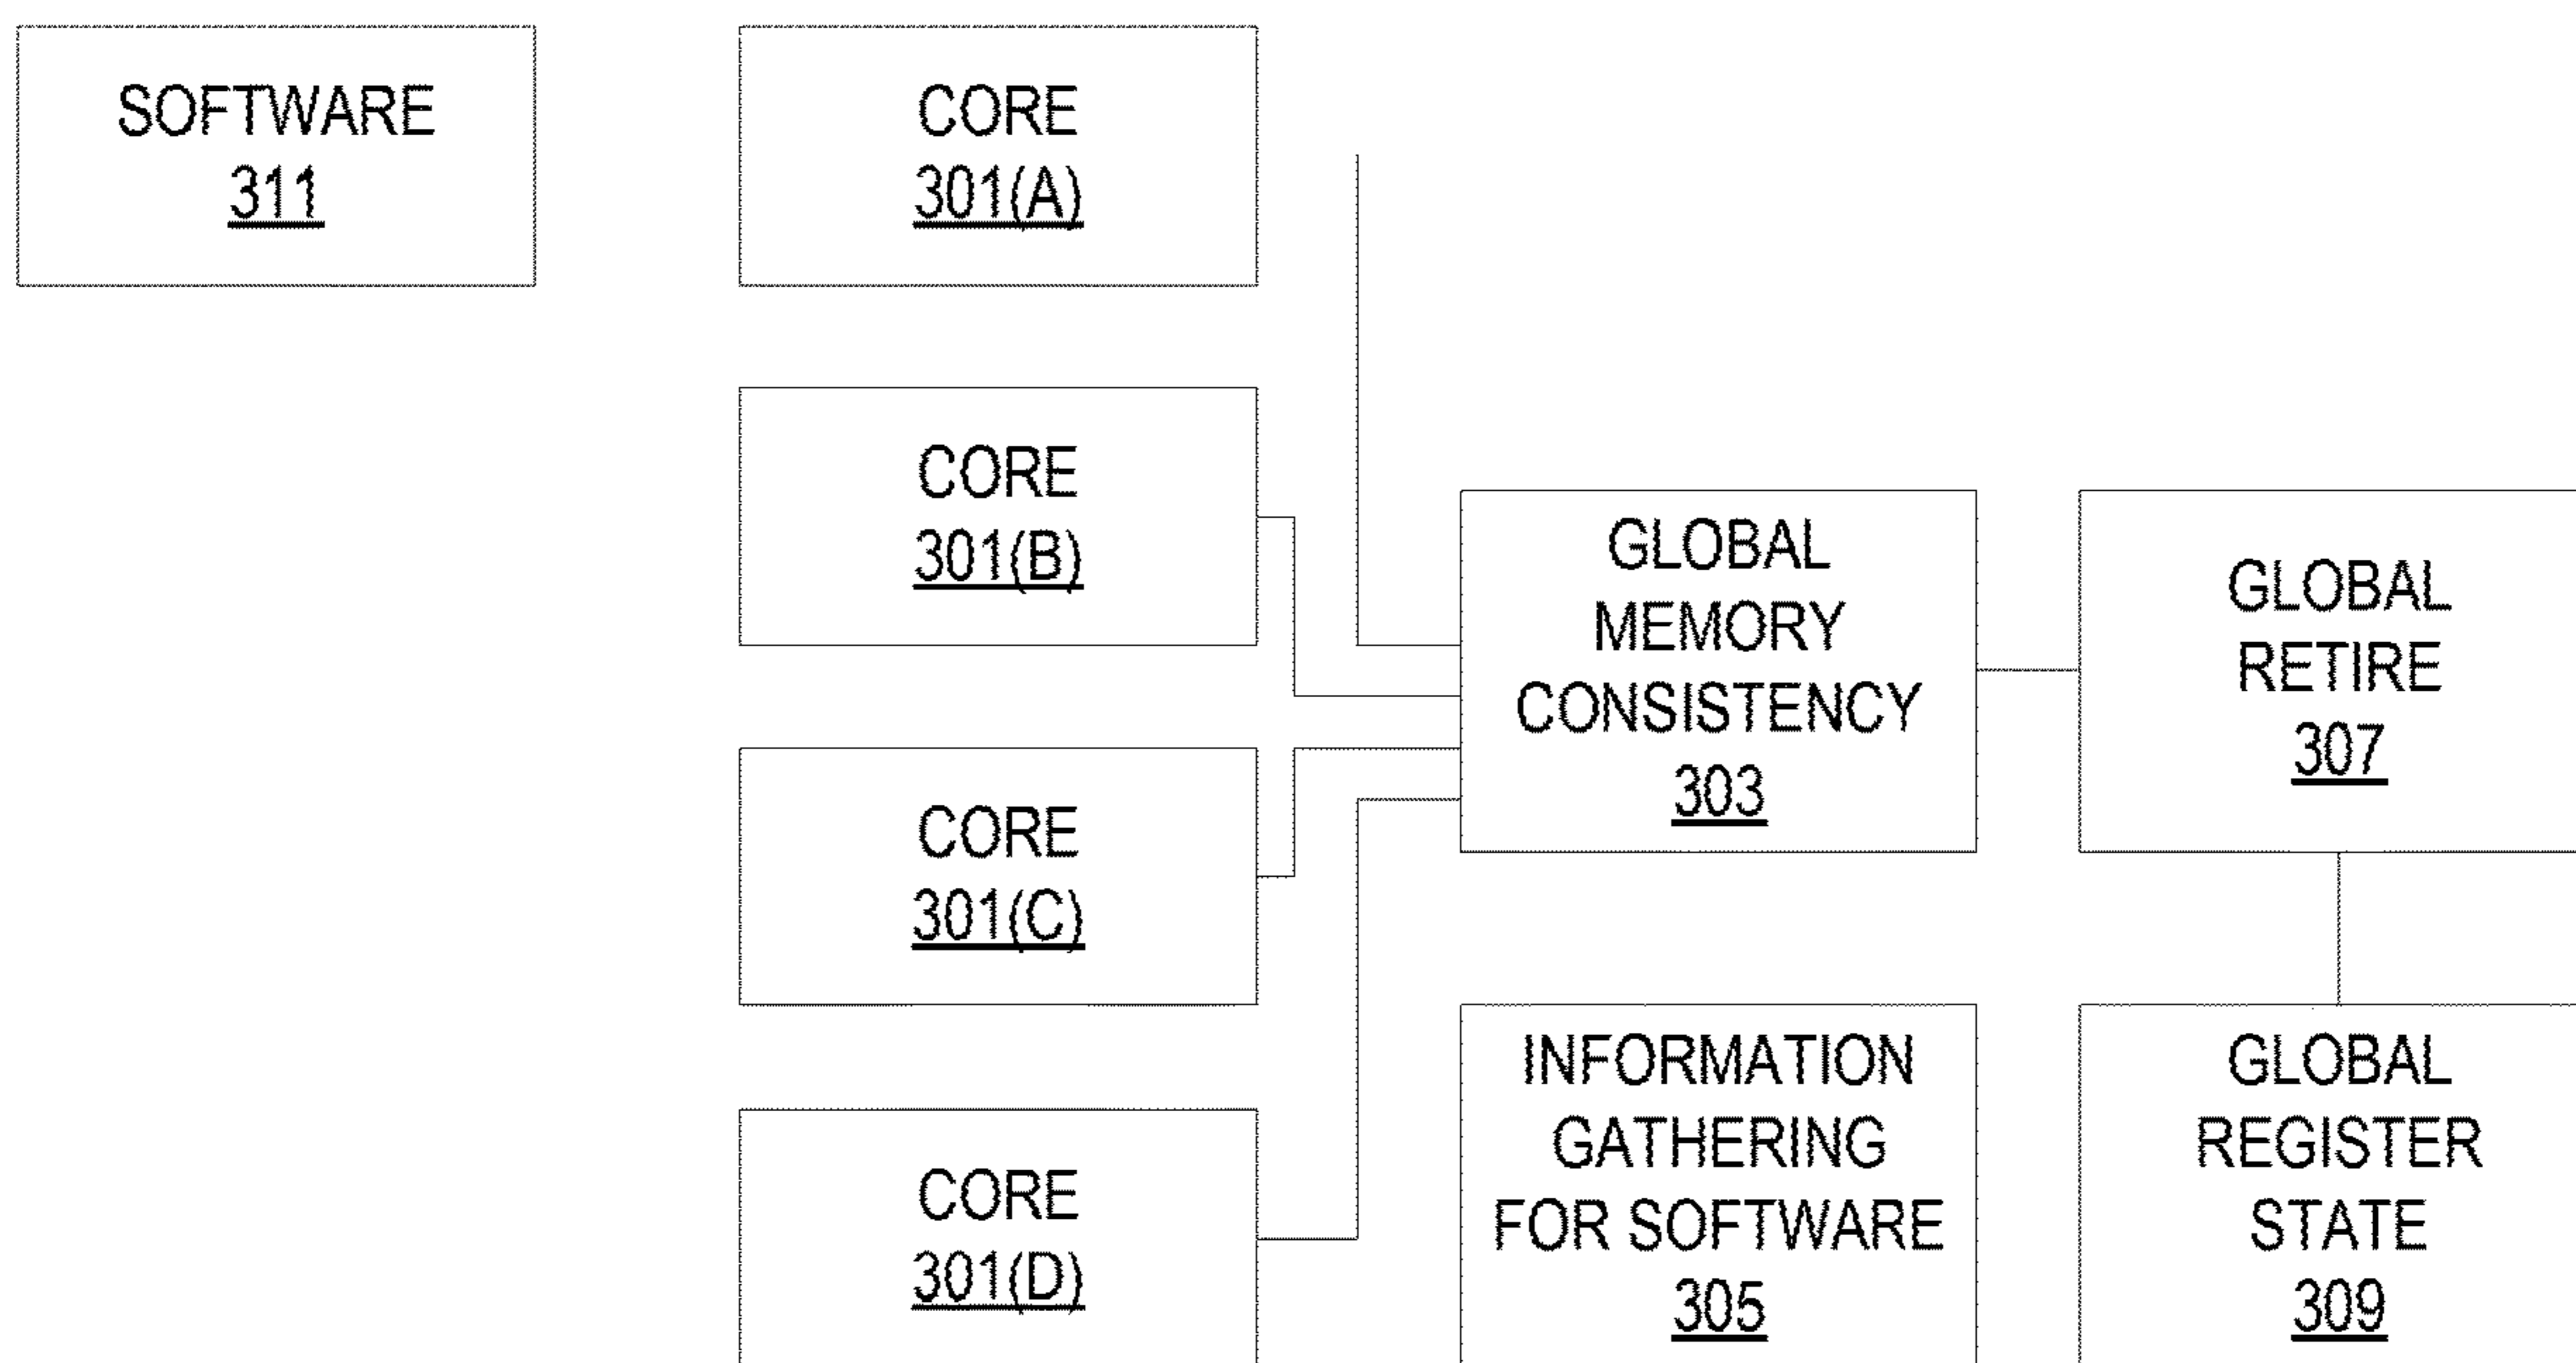 SOFTWARE
311
CORE
301(A)
CORE
301(B)
CORE
301(C)
CORE
301(D)
GLOBAL
MEMORY
CONSISTENCY
303
GLOBAL
RETIRE
307
INFORMATION
GATHERING
FOR SOFTWARE
305
GLOBAL
REGISTER
STATE
309